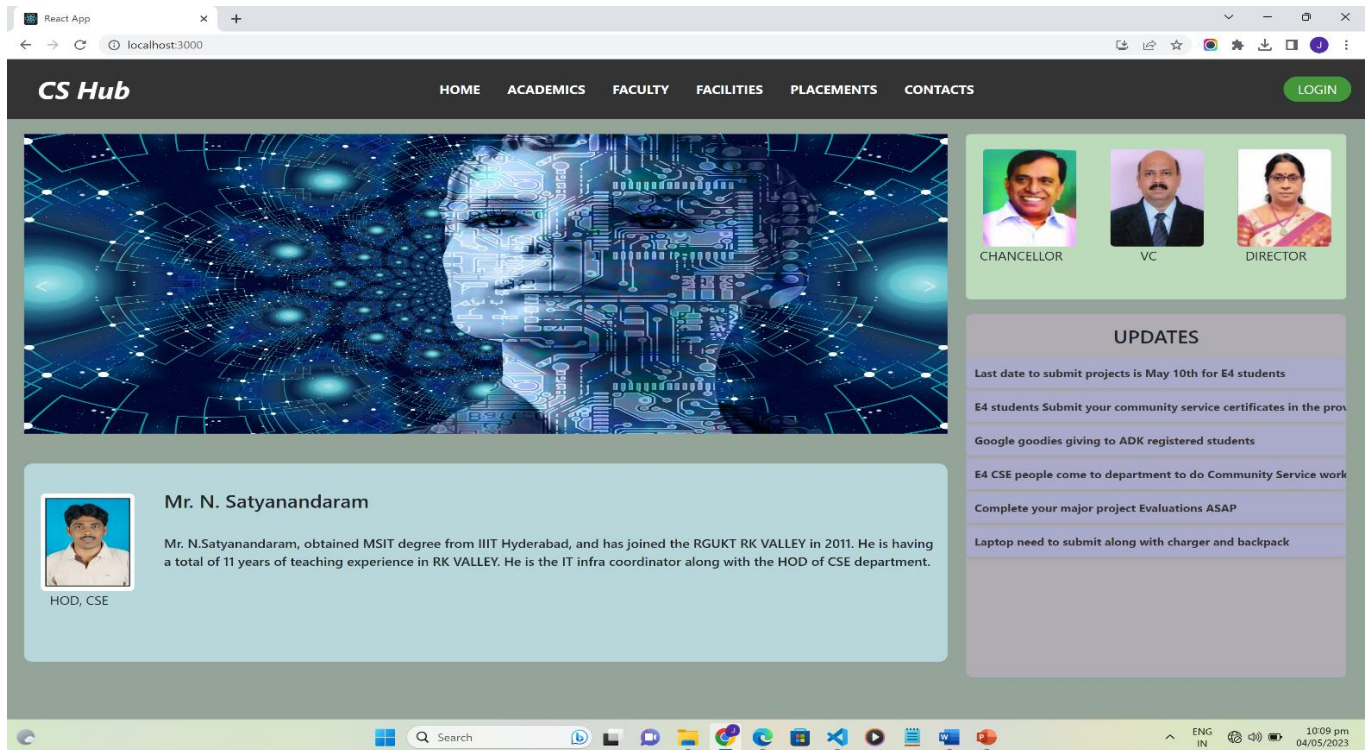 React App
localhost:3000
J
CS Hub
HOME ACADEMICS FACULTY FACILITIES PLACEMENTS CONTACTS
LOGIN
CHANCELLOR VC DIRECTOR
UPDATES
Last date to submit projects is May 10th for E4 students
E4 students Submit your community service certificates in the prov
Google goodies giving to ADK registered students
E4 CSE people come to department to do Community Service work
Complete your major project Evaluations ASAP
Laptop need to submit along with charger and backpack
Mr. N. Satyanandaram
Mr. N.Satyanandaram, obtained MSIT degree from IIIT Hyderabad, and has joined the RGUKT RK VALLEY in 2011. He is having
a total of 11 years of teaching experience in RK VALLEY. He is the IT infra coordinator along with the HOD of CSE department.
HOD, CSE
Search
ENG
IN
10:09 pm
04/05/2023